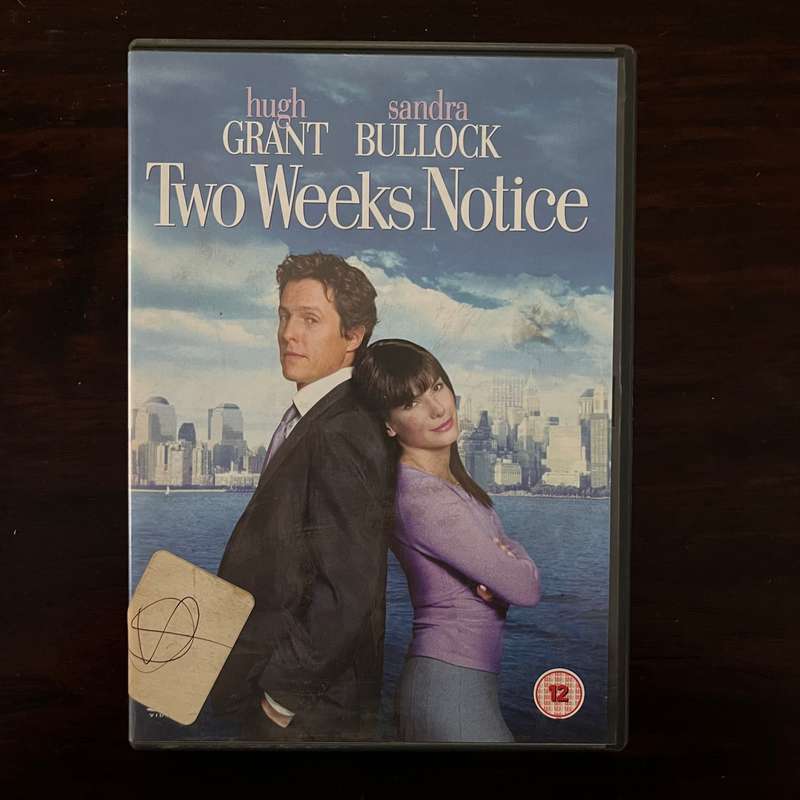 hugh sandra
GRANT BULLOCK
TWO WEEKS NOTICE
12